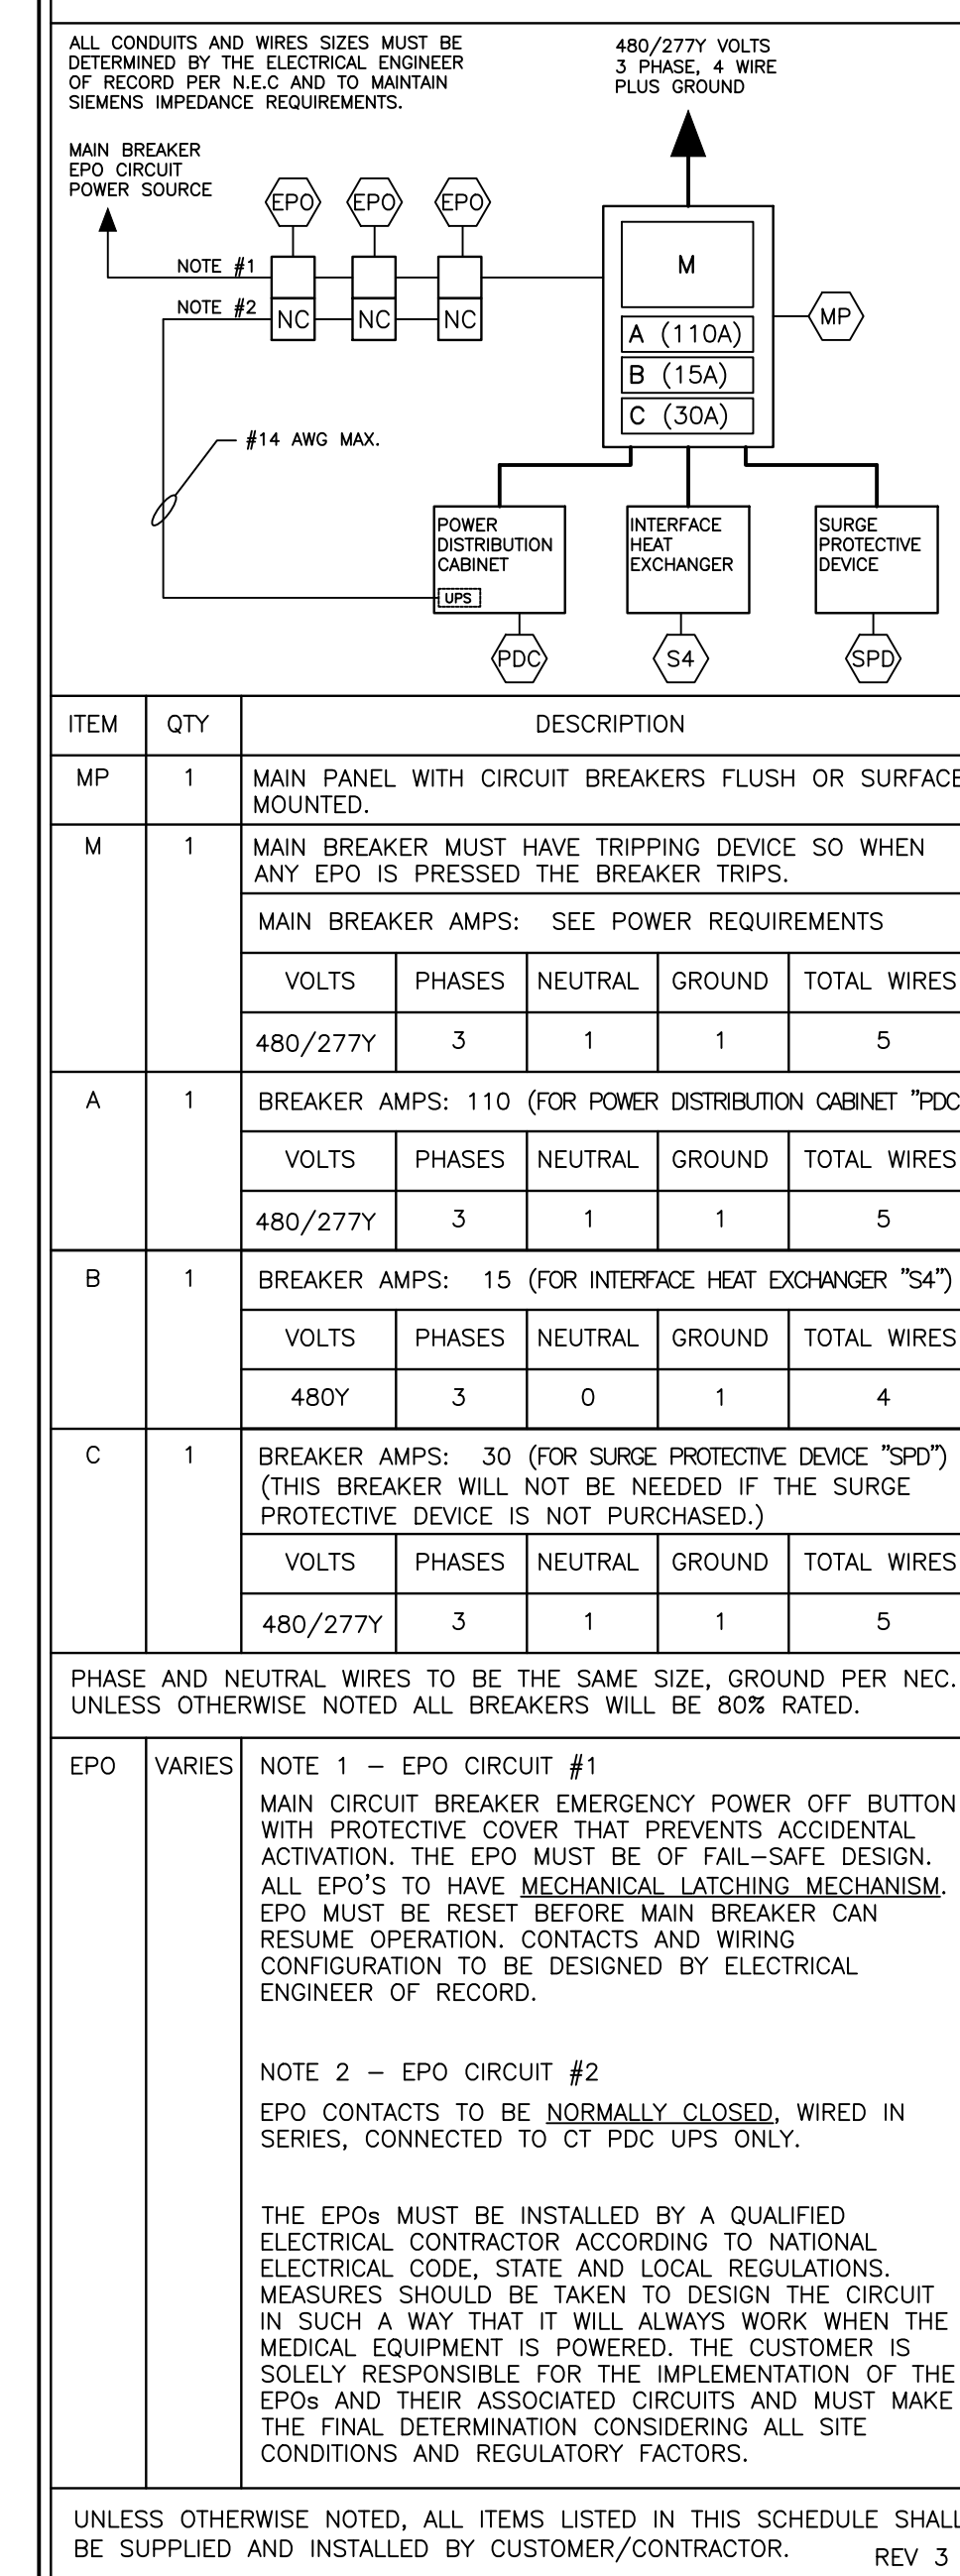 ALL CONDUITS AND WIRES SIZES MUST BE
DETERMINED BY THE ELECTRICAL ENGINEER
OF RECORD PER N.E.C AND TO MAINTAIN
SIEMENS IMPEDANCE REQUIREMENTS.
480/277Y VOLTS
3 PHASE, 4 WIRE
PLUS GROUND
MAIN BREAKER
EPO CIRCUIT
POWER SOURCE
EPO EPO EPO
NOTE #1
NOTE #2
NC NC NC
M
A (110A)
B (15A)
C (30A)
MP
#14 AWG MAX.
POWER
DISTRIBUTION
CABINET
UPS
INTERFACE
HEAT
EXCHANGER
SURGE
PROTECTIVE
DEVICE
PDC S4 SPD
ITEM QTY DESCRIPTION
MP 1 MAIN PANEL WITH CIRCUIT BREAKERS FLUSH OR SURFACE
MOUNTED.
M 1 MAIN BREAKER MUST HAVE TRIPPING DEVICE SO WHEN
ANY EPO IS PRESSED THE BREAKER TRIPS.
MAIN BREAKER AMPS: SEE POWER REQUIREMENTS
VOLTS PHASES NEUTRAL GROUND TOTAL WIRES
480/277Y 3 1 1 5
A 1 BREAKER AMPS: 110 (FOR POWER DISTRIBUTION CABINET "PDC
VOLTS PHASES NEUTRAL GROUND TOTAL WIRES
480/277Y 3 1 1 5
B 1 BREAKER AMPS: 15 (FOR INTERFACE HEAT EXCHANGER "S4")
VOLTS PHASES NEUTRAL GROUND TOTAL WIRES
480Y 3 0 1 4
C 1 BREAKER AMPS: 30 (FOR SURGE PROTECTIVE DEVICE "SPD")
(THIS BREAKER WILL NOT BE NEEDED IF THE SURGE
PROTECTIVE DEVICE IS NOT PURCHASED.)
VOLTS PHASES NEUTRAL GROUND TOTAL WIRES
480/277Y 3 1 1 5
PHASE AND NEUTRAL WIRES TO BE THE SAME SIZE, GROUND PER NEC.
UNLESS OTHERWISE NOTED ALL BREAKERS WILL BE 80% RATED.
EPO VARIES NOTE 1 – EPO CIRCUIT #1
MAIN CIRCUIT BREAKER EMERGENCY POWER OFF BUTTON
WITH PROTECTIVE COVER THAT PREVENTS ACCIDENTAL
ACTIVATION. THE EPO MUST BE OF FAIL–SAFE DESIGN.
ALL EPO'S TO HAVE MECHANICAL LATCHING MECHANISM.
EPO MUST BE RESET BEFORE MAIN BREAKER CAN
RESUME OPERATION. CONTACTS AND WIRING
CONFIGURATION TO BE DESIGNED BY ELECTRICAL
ENGINEER OF RECORD.
NOTE 2 – EPO CIRCUIT #2
EPO CONTACTS TO BE NORMALLY CLOSED, WIRED IN
SERIES, CONNECTED TO CT PDC UPS ONLY.
THE EPOs MUST BE INSTALLED BY A QUALIFIED
ELECTRICAL CONTRACTOR ACCORDING TO NATIONAL
ELECTRICAL CODE, STATE AND LOCAL REGULATIONS.
MEASURES SHOULD BE TAKEN TO DESIGN THE CIRCUIT
IN SUCH A WAY THAT IT WILL ALWAYS WORK WHEN THE
MEDICAL EQUIPMENT IS POWERED. THE CUSTOMER IS
SOLELY RESPONSIBLE FOR THE IMPLEMENTATION OF THE
EPOs AND THEIR ASSOCIATED CIRCUITS AND MUST MAKE
THE FINAL DETERMINATION CONSIDERING ALL SITE
CONDITIONS AND REGULATORY FACTORS.
UNLESS OTHERWISE NOTED, ALL ITEMS LISTED IN THIS SCHEDULE SHALL
BE SUPPLIED AND INSTALLED BY CUSTOMER/CONTRACTOR.
REV 3